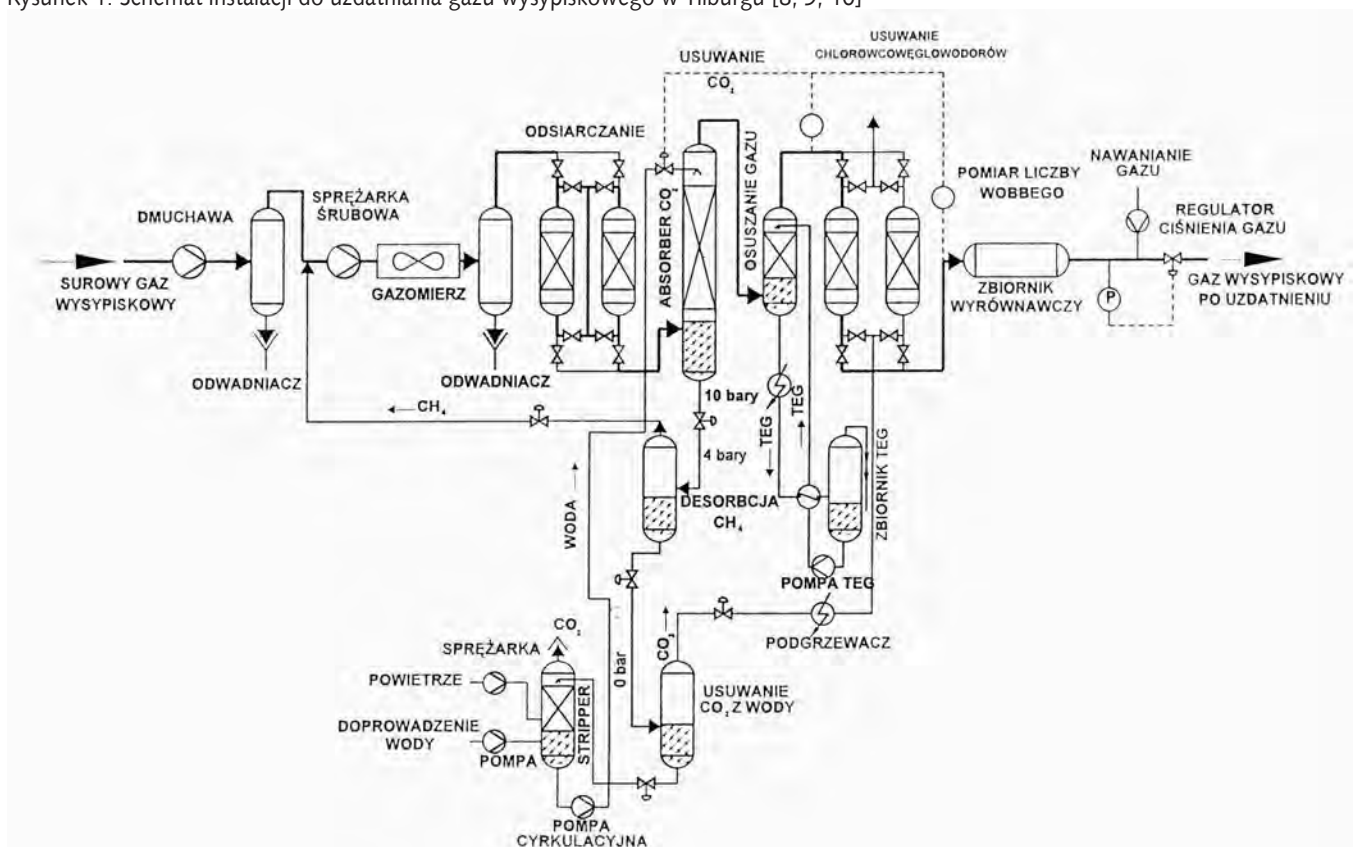 Rysunek 1. Schemat instalacji do uzdatniania gazu wysypiskowego w Tilburgu [8, 9, 10]
USUWANIE
CHLOROWCOWĘGLOWODORÓW
USUWANIE
CO₂
ODSIARCZANIE
NAWANIANIE
GAZU
POMIAR LICZBY
WOBBEGO
SPRĘŻARKA
ŚRUBOWA
DMUCHAWA
REGULATOR
CIŚNIENIA GAZU
ABSORBER CO₂
OSUSZANIE GAZU
SUROWY GAZ
WYSYPISKOWY
GAZOMIERZ
ZBIORNIK
WYRÓWNAWCZY
GAZ WYSYPISKOWY
PO UZDATNIENIU
P
ODWADNIACZ
ODWADNIACZ
10 bary
CH₄
TEG
TEG
4 bary
ZBIORNIK TEG
DESORBCJA
CH₄
WODA
POMPA TEG
PODGRZEWACZ
CO₂
CO₂
0 bar
SPRĘŻARKA
POWIETRZE
STRIPPER
USUWANIE
CO₂ Z WODY
DOPROWADZENIE
WODY
POMPA
POMPA
CYRKULACYJNA